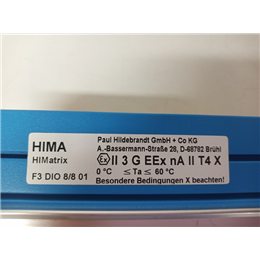 HIMA
HIMatrix
F3 DIO 8/8 01
Paul Hildebrandt GmbH + Co KG
A.-Bassermann-Straße 28, D-68782 Brühl
Ex II 3 G EEx nA II T4 X
0 °C ≤ Ta ≤ 60 °C
Besondere Bedingungen X beachten!